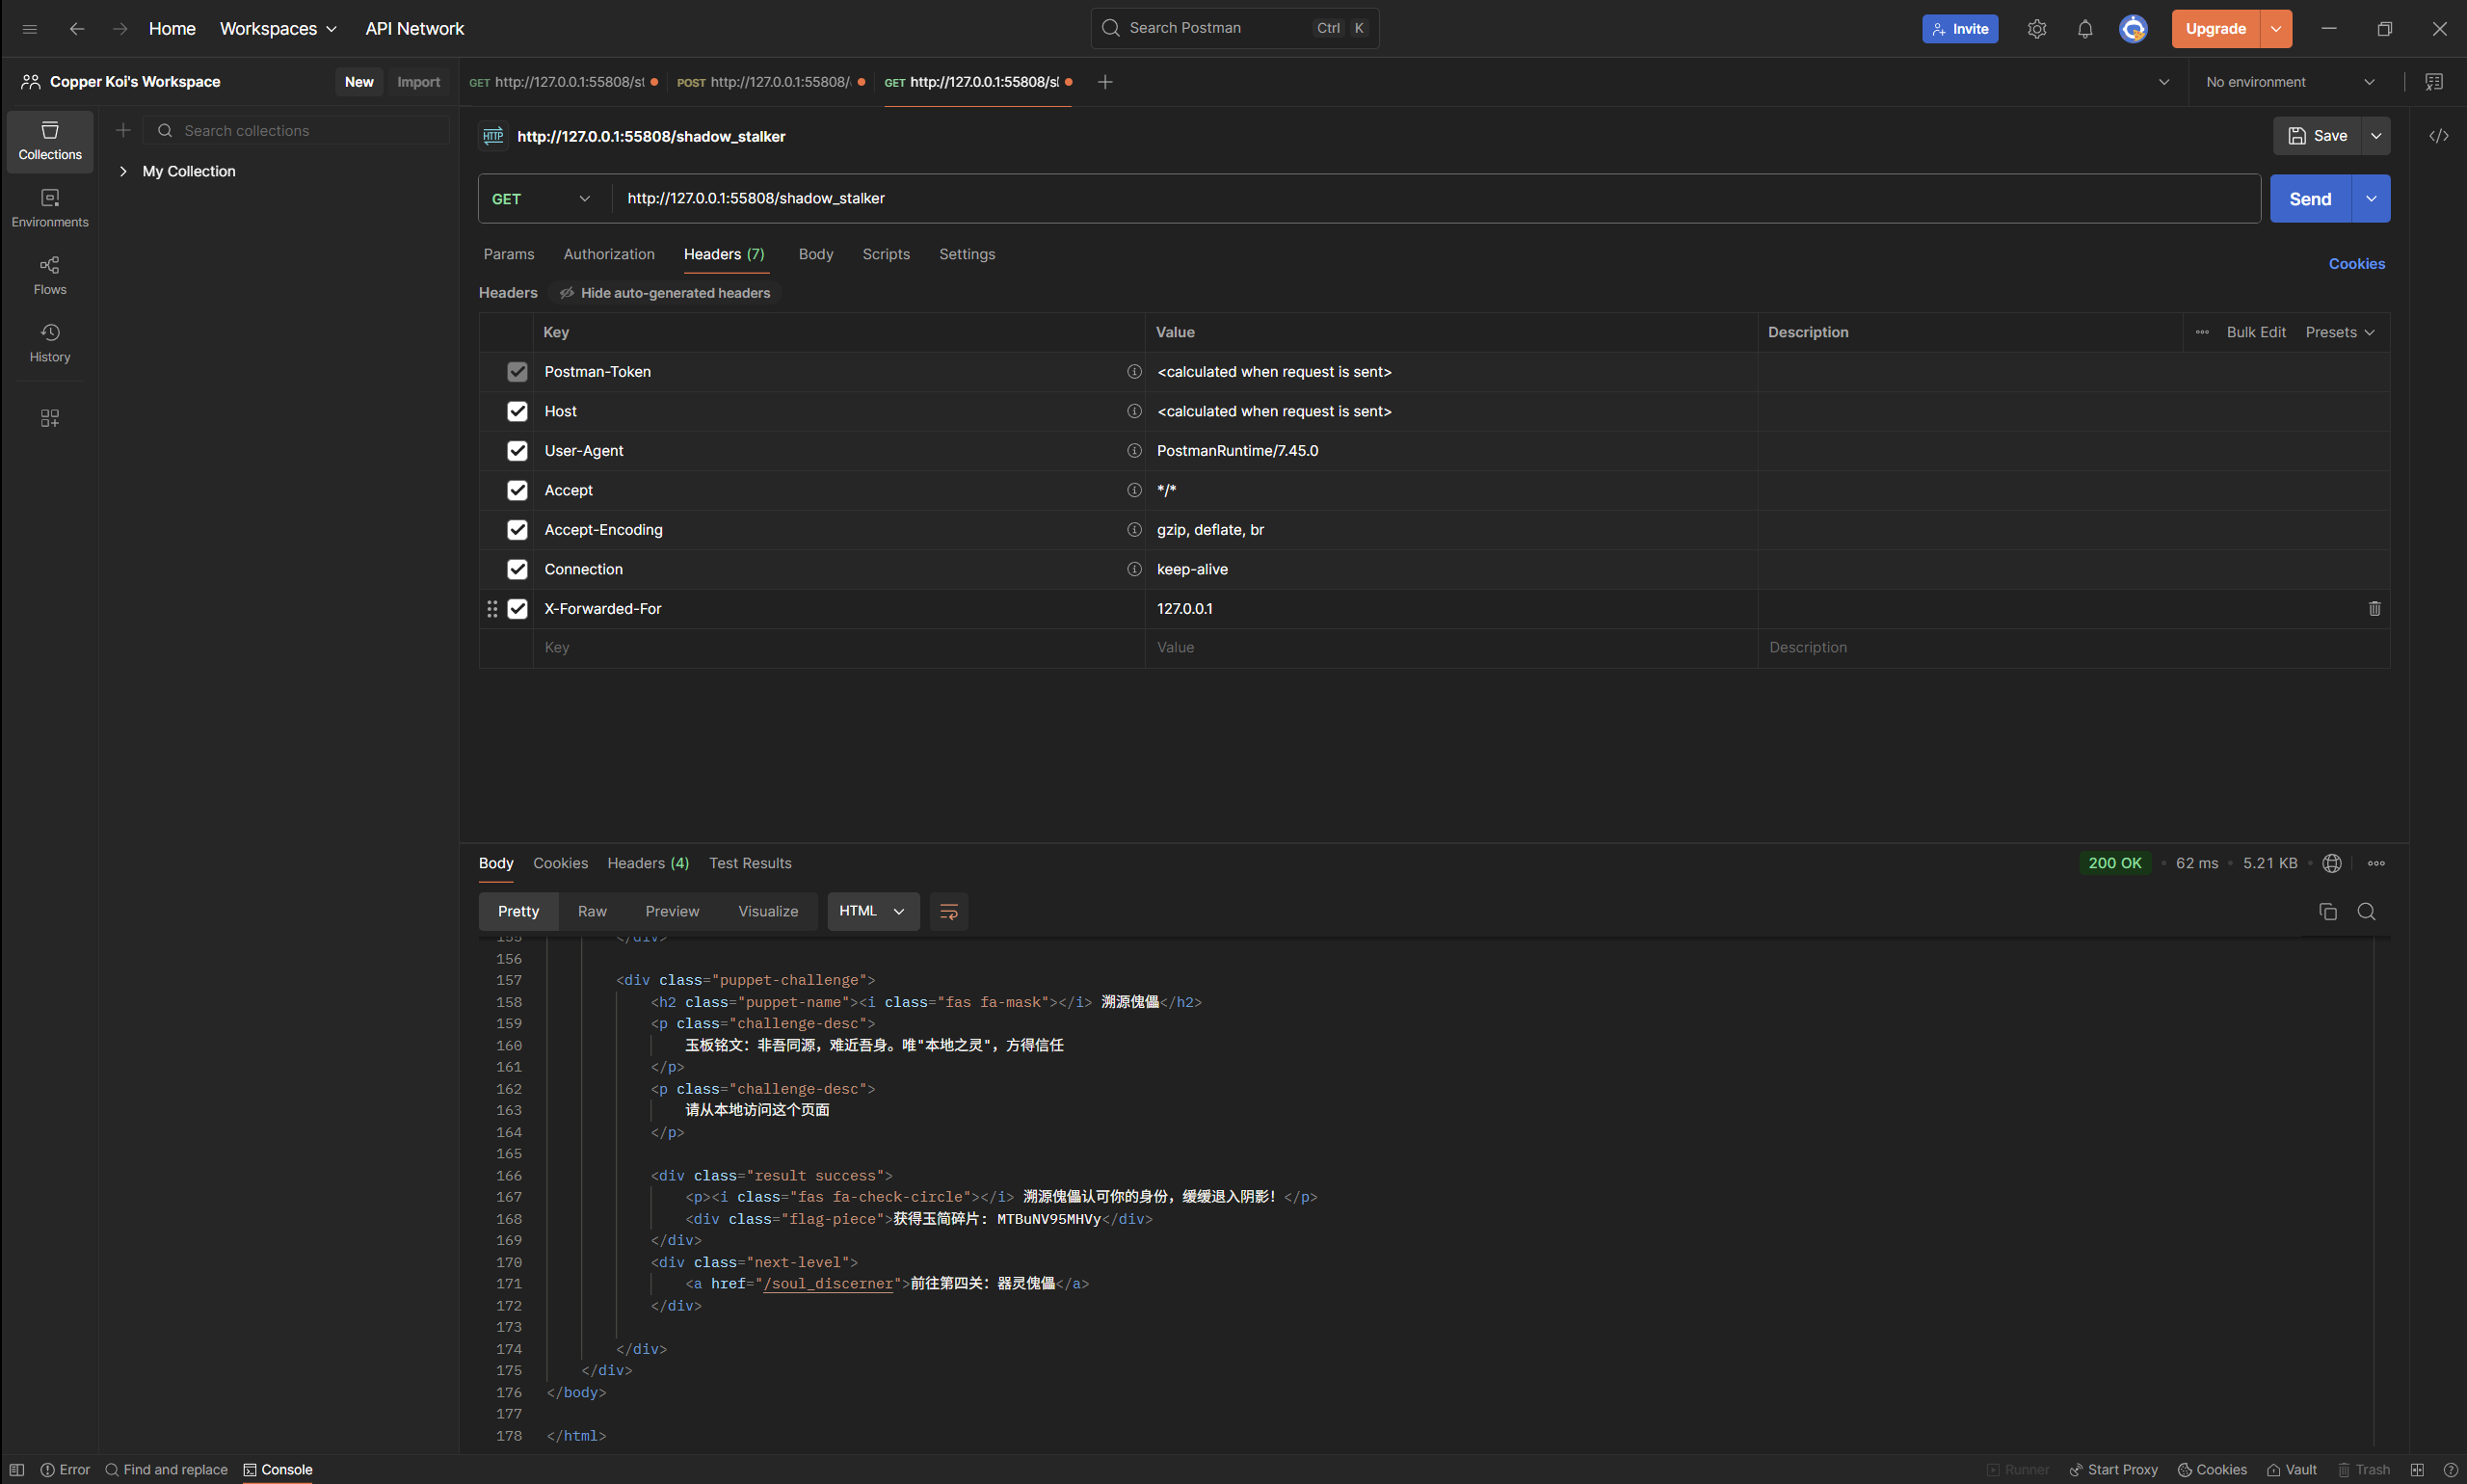 Home Workspaces API Network Search Postman Ctrl K Invite Upgrade
Copper Koi's Workspace New Import GET http://127.0.0.1:55808/st POST http://127.0.0.1:55808/ GET http://127.0.0.1:55808/sl No environment
Collections
Search collections
My Collection
Environments
Flows
History
HTTP http://127.0.0.1:55808/shadow_stalker Save
GET http://127.0.0.1:55808/shadow_stalker Send
Params Authorization Headers (7) Body Scripts Settings Cookies
Headers Hide auto-generated headers
Key Value Description Bulk Edit Presets
Postman-Token <calculated when request is sent>
Host <calculated when request is sent>
User-Agent PostmanRuntime/7.45.0
Accept */*
Accept-Encoding gzip, deflate, br
Connection keep-alive
X-Forwarded-For 127.0.0.1
Key Value Description
Body Cookies Headers (4) Test Results 200 OK 62 ms 5.21 KB
Pretty Raw Preview Visualize HTML
155 </div>
156
157 <div class="puppet-challenge">
158 <h2 class="puppet-name"><i class="fas fa-mask"></i> 溯源傀儡</h2>
159 <p class="challenge-desc">
160 玉板铭文：非吾同源，难近吾身。唯"本地之灵"，方得信任
161 </p>
162 <p class="challenge-desc">
163 请从本地访问这个页面
164 </p>
165
166 <div class="result success">
167 <p><i class="fas fa-check-circle"></i> 溯源傀儡认可你的身份，缓缓退入阴影！</p>
168 <div class="flag-piece">获得玉简碎片: MTBuNV95MHVy</div>
169 </div>
170 <div class="next-level">
171 <a href="/soul_discerner">前往第四关：器灵傀儡</a>
172 </div>
173
174 </div>
175 </div>
176 </body>
177
178 </html>
Error Find and replace Console Runner Start Proxy Cookies Vault Trash